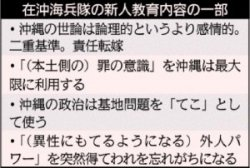 在沖海兵隊の新人教育内容の一部
・沖縄の世論は論理的というより感情的。
二重基準。責任転嫁
・「(本土側の)罪の意識」を沖縄は最大
限に利用する
・沖縄の政治は基地問題を「てこ」とし
て使う
・「(異性にもてるようになる)外人パ
ワー」を突然得てわれを忘れがちになる